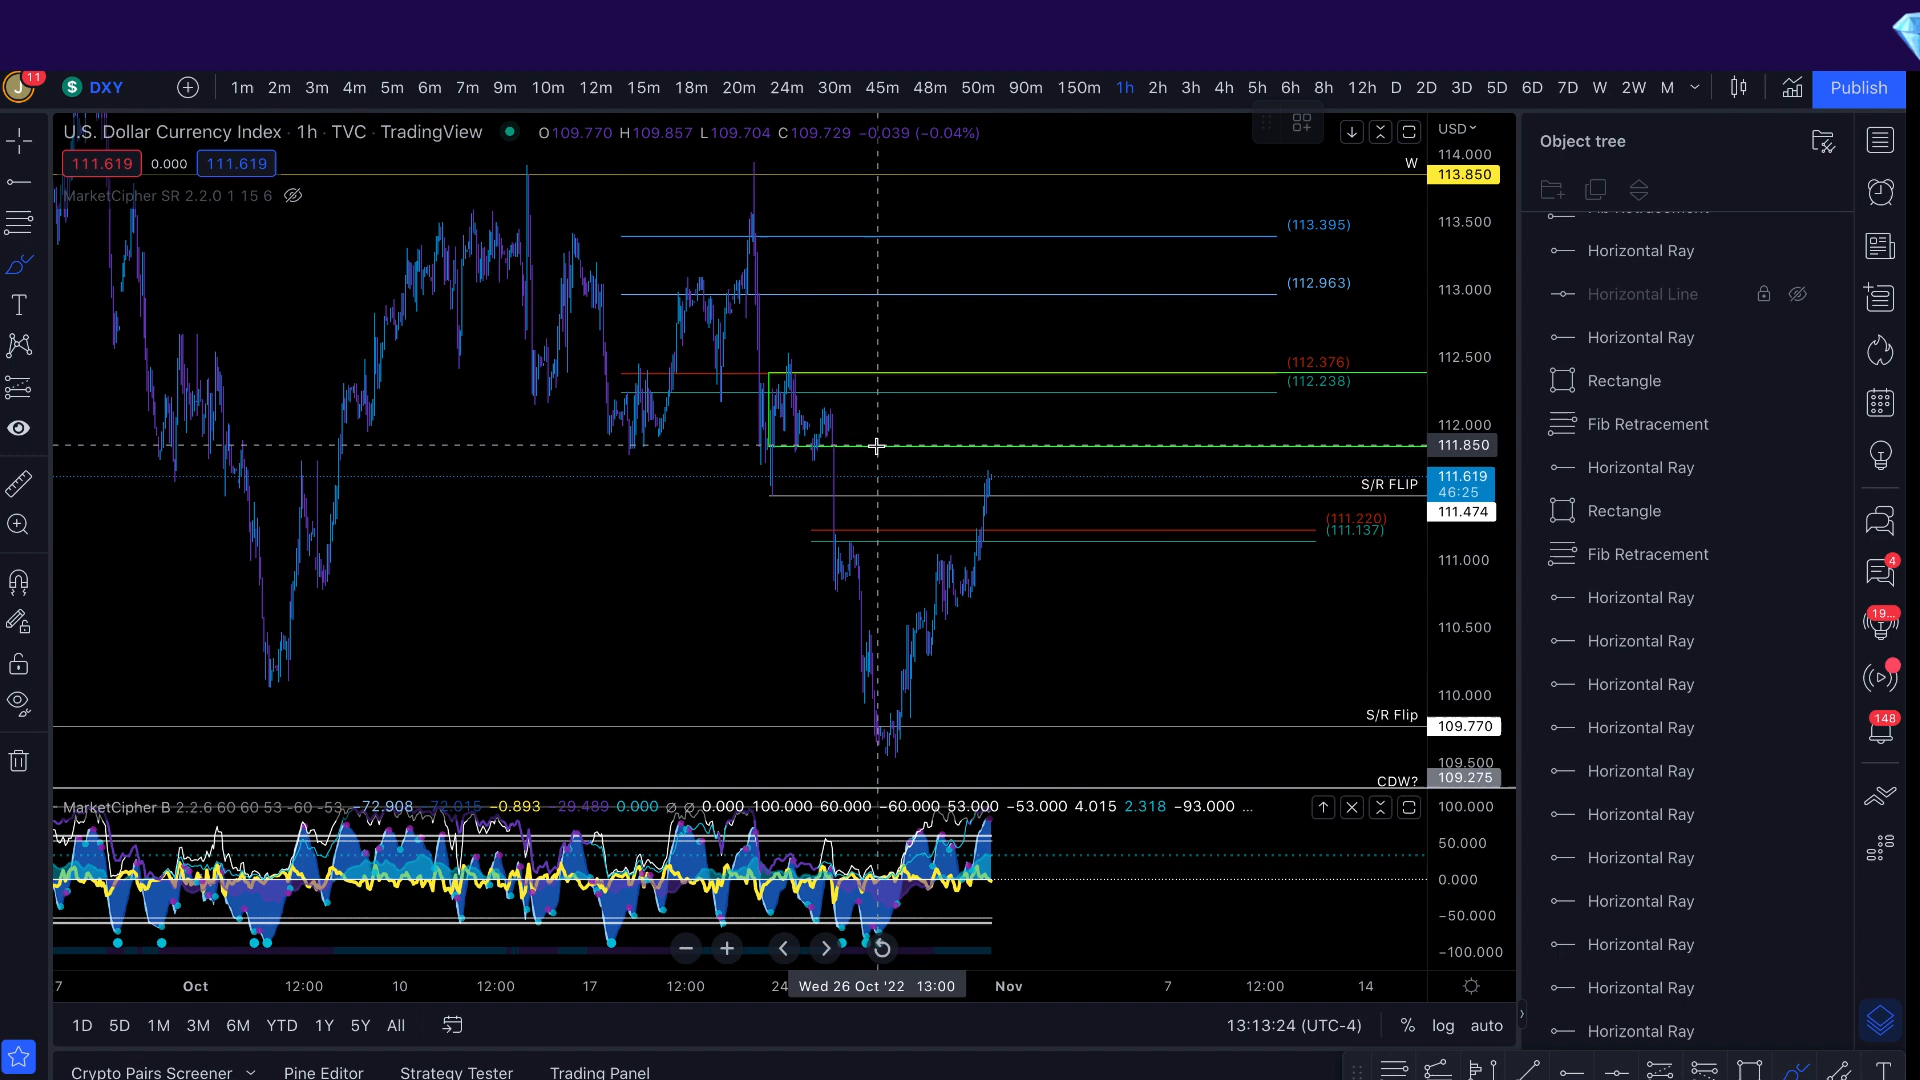 J 11 $ DXY 1m 2m 3m 4m 5m 6m 7m 9m 10m 12m 15m 18m 20m 24m 30m 45m 48m 50m 90m 150m 1h 2h 3h 4h 5h 6h 8h 12h D 2D 3D 5D 6D 7D W 2W M Publish
U.S. Dollar Currency Index · 1h · TVC · TradingView O109.770 H109.857 L109.704 C109.729 −0.039 (−0.04%) USD
111.619 0.000 111.619
MarketCipher SR 2.2.0 1 15 6
W
114.000
113.850
113.500
113.000
112.500
112.000
111.850
111.619
46:25
111.474
111.000
110.500
110.000
109.770
109.500
109.275
(113.395)
(112.963)
(112.376)
(112.238)
S/R FLIP
(111.220)
(111.137)
S/R Flip
CDW?
MarketCipher B 2.2.6 60 60 53 −60 −53 −72.908 −72.015 −0.893 −29.489 0.000 ∅ ∅ 0.000 100.000 60.000 −60.000 53.000 −53.000 4.015 2.318 −93.000 ...
100.000
50.000
0.000
−50.000
−100.000
7 Oct 12:00 10 12:00 17 12:00 24 Wed 26 Oct '22 13:00 Nov 7 12:00 14
1D 5D 1M 3M 6M YTD 1Y 5Y All 13:13:24 (UTC-4) % log auto
Crypto Pairs Screener Pine Editor Strategy Tester Trading Panel
Object tree
Fib Retracement
Horizontal Ray
Horizontal Line
Horizontal Ray
Rectangle
Fib Retracement
Horizontal Ray
Rectangle
Fib Retracement
Horizontal Ray
Horizontal Ray
Horizontal Ray
Horizontal Ray
Horizontal Ray
Horizontal Ray
Horizontal Ray
Horizontal Ray
Horizontal Ray
Horizontal Ray
Horizontal Ray
4
19...
148